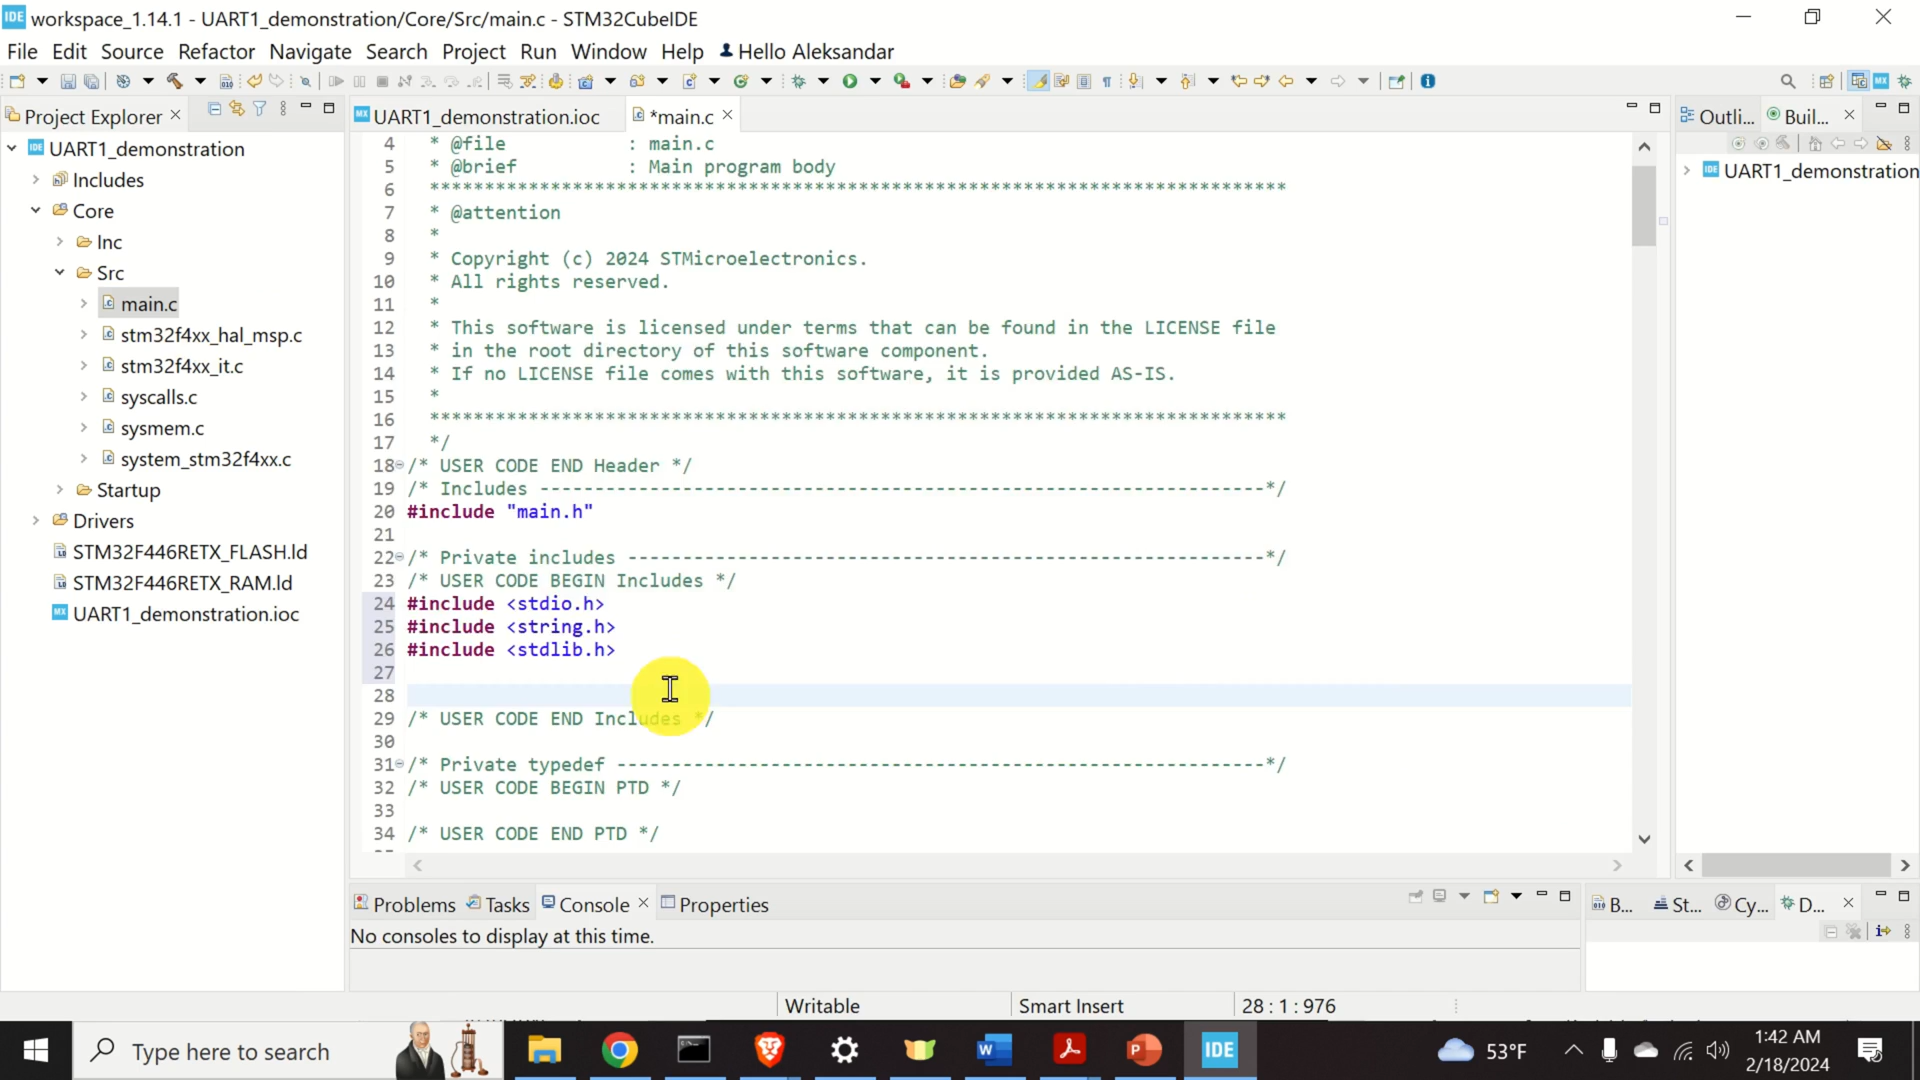 IDE workspace_1.14.1 - UART1_demonstration/Core/Src/main.c - STM32CubeIDE
File Edit Source Refactor Navigate Search Project Run Window Help Hello Aleksandar
Project Explorer
UART1_demonstration
Includes
Core
Inc
Src
main.c
stm32f4xx_hal_msp.c
stm32f4xx_it.c
syscalls.c
sysmem.c
system_stm32f4xx.c
Startup
Drivers
STM32F446RETX_FLASH.ld
STM32F446RETX_RAM.ld
UART1_demonstration.ioc
UART1_demonstration.ioc *main.c
4 * @file : main.c
5 * @brief : Main program body
6 ******************************************************************************
7 * @attention
8 *
9 * Copyright (c) 2024 STMicroelectronics.
10 * All rights reserved.
11 *
12 * This software is licensed under terms that can be found in the LICENSE file
13 * in the root directory of this software component.
14 * If no LICENSE file comes with this software, it is provided AS-IS.
15 *
16 ******************************************************************************
17 */
18 /* USER CODE END Header */
19 /* Includes ------------------------------------------------------------------*/
20 #include "main.h"
21
22 /* Private includes ----------------------------------------------------------*/
23 /* USER CODE BEGIN Includes */
24 #include <stdio.h>
25 #include <string.h>
26 #include <stdlib.h>
27
28
29 /* USER CODE END Includes */
30
31 /* Private typedef -----------------------------------------------------------*/
32 /* USER CODE BEGIN PTD */
33
34 /* USER CODE END PTD */
Outli... Buil...
UART1_demonstration
Problems Tasks Console Properties
No consoles to display at this time.
B... St... Cy... D...
Writable Smart Insert 28 : 1 : 976
Type here to search
IDE
53°F
1:42 AM
2/18/2024